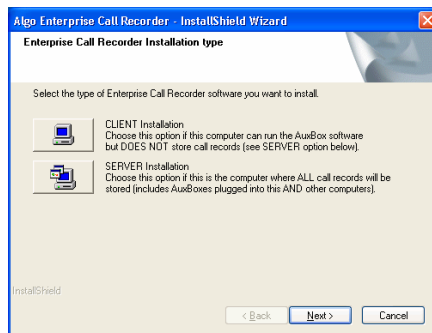 Algo Enterprise Call Recorder - InstallShield Wizard
Enterprise Call Recorder Installation type
Select the type of Enterprise Call Recorder software you want to install.
CLIENT Installation
Choose this option if this computer can run the AuxBox software
but DOES NOT store call records (see SERVER option below).
SERVER Installation
Choose this option if this is the computer where ALL call records will be
stored (includes AuxBoxes plugged into this AND other computers).
InstallShield
< Back Next > Cancel